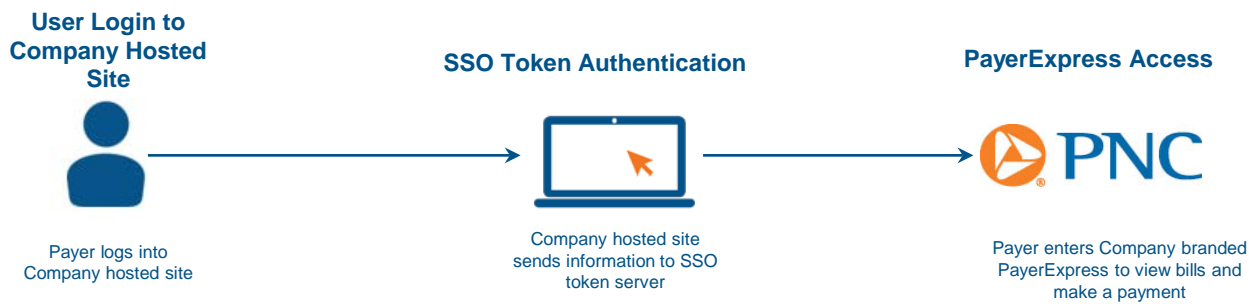 User Login to
Company Hosted
Site
SSO Token Authentication
PayerExpress Access
PNC
®
Payer logs into
Company hosted site
Company hosted site
sends information to SSO
token server
Payer enters Company branded
PayerExpress to view bills and
make a payment